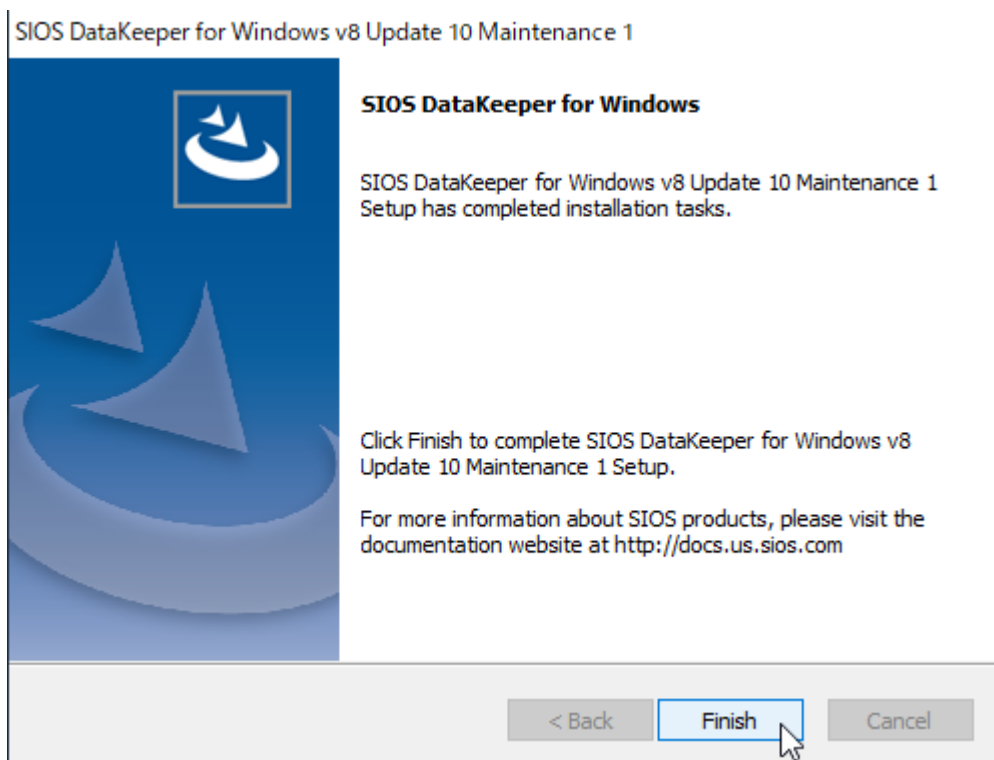 SIOS DataKeeper for Windows v8 Update 10 Maintenance 1
SIOS DataKeeper for Windows
SIOS DataKeeper for Windows v8 Update 10 Maintenance 1
Setup has completed installation tasks.
Click Finish to complete SIOS DataKeeper for Windows v8
Update 10 Maintenance 1 Setup.
For more information about SIOS products, please visit the
documentation website at http://docs.us.sios.com
< Back
Finish
Cancel